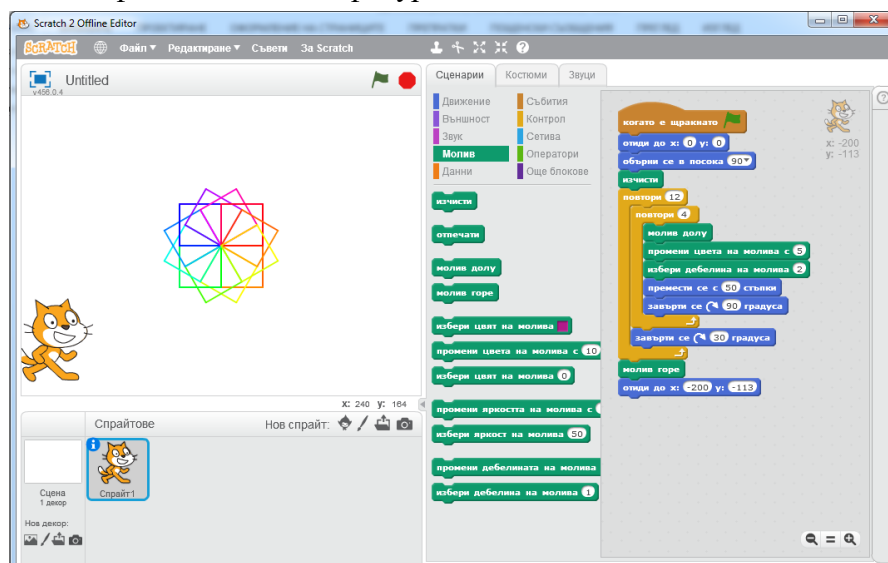 Scratch 2 Offline Editor
SCRATCH Файл Редактиране Съвети За Scratch
Untitled
v456.0.4
X: 240 y: 164
Спрайтове Нов спрайт:
Сцена
1 декор
Нов декор:
Спрайт1
Сценарии Костюми Звуци
Движение Събития
Външност Контрол
Звук Сетива
Молив Оператори
Данни Още блокове
изчисти
отпечати
молив долу
молив горе
избери цвят на молива
промени цвета на молива с 10
избери цвят на молива 0
промени яркостта на молива с
избери яркост на молива 50
промени дебелината на молива
избери дебелина на молива 1
когато е щракнато
отиди до x: 0 y: 0
обърни се в посока 90
изчисти
повтори 12
повтори 4
молив долу
промени цвета на молива с 5
избери дебелина на молива 2
премести се с 50 стъпки
завърти се 90 градуса
завърти се 30 градуса
молив горе
отиди до x: -200 y: -113
x: -200
y: -113